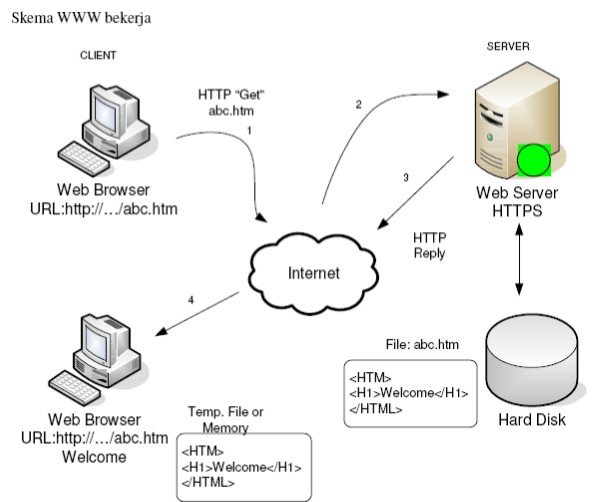 Skema WWW bekerja
CLIENT
SERVER
HTTP “Get”
abc.htm
1
2
3
Web Browser
URL:http://…/abc.htm
Web Server
HTTPS
HTTP
Reply
Internet
4
File: abc.htm
<HTM>
<H1>Welcome</H1>
</HTML>
Hard Disk
Web Browser
URL:http://…/abc.htm
Welcome
Temp. File or
Memory
<HTM>
<H1>Welcome</H1>
</HTML>